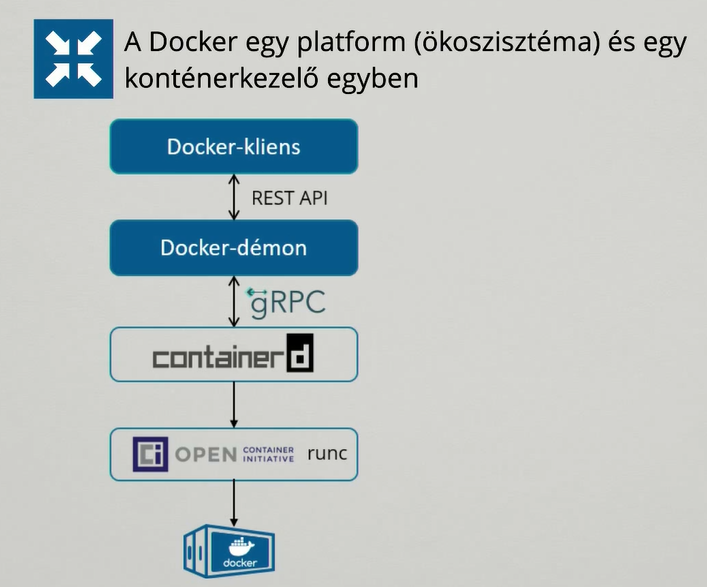 A Docker egy platform (ökoszisztéma) és egy
konténerkezelő egyben
Docker-kliens
REST API
Docker-démon
gRPC
containerd
Ci OPEN CONTAINER INITIATIVE runc
docker